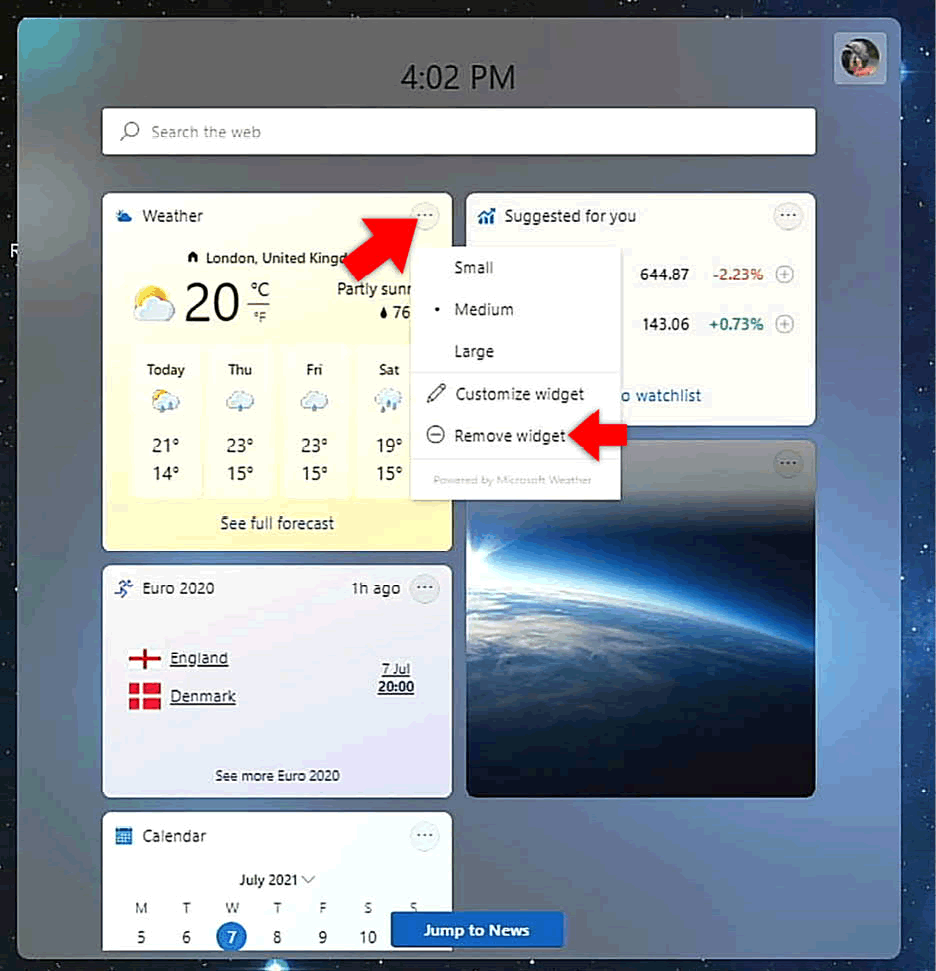 4:02 PM
Search the web
Weather
London, United Kingd
20 °C
°F
Partly sunn
76
Today Thu Fri Sat
21° 23° 23° 19°
14° 15° 15° 15°
See full forecast
Small
Medium
Large
Customize widget
Remove widget
Powered by Microsoft Weather
Suggested for you
644.87 -2.23%
143.06 +0.73%
o watchlist
Euro 2020 1h ago
England
Denmark
7 Jul
20:00
See more Euro 2020
Calendar
July 2021
M T W T F S S
5 6 7 8 9 10
Jump to News